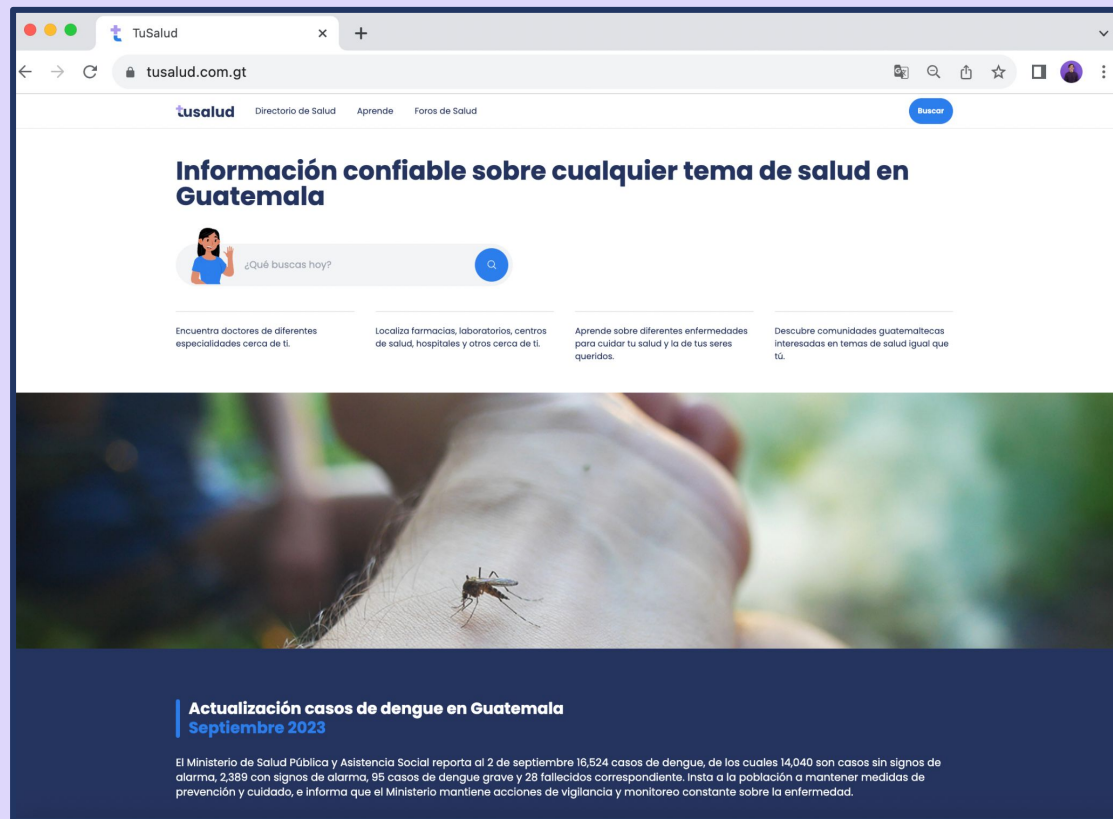 TuSalud
tusalud.com.gt
tusalud
Directorio de Salud
Aprende
Foros de Salud
Buscar
Información confiable sobre cualquier tema de salud en
Guatemala
¿Qué buscas hoy?
Encuentra doctores de diferentes
especialidades cerca de ti.
Localiza farmacias, laboratorios, centros
de salud, hospitales y otros cerca de ti.
Aprende sobre diferentes enfermedades
para cuidar tu salud y la de tus seres
queridos.
Descubre comunidades guatemaltecas
interesadas en temas de salud igual que
tú.
Actualización casos de dengue en Guatemala
Septiembre 2023
El Ministerio de Salud Pública y Asistencia Social reporta al 2 de septiembre 16,524 casos de dengue, de los cuales 14,040 son casos sin signos de
alarma, 2,389 con signos de alarma, 95 casos de dengue grave y 28 fallecidos correspondiente. Insta a la población a mantener medidas de
prevención y cuidado, e informa que el Ministerio mantiene acciones de vigilancia y monitoreo constante sobre la enfermedad.